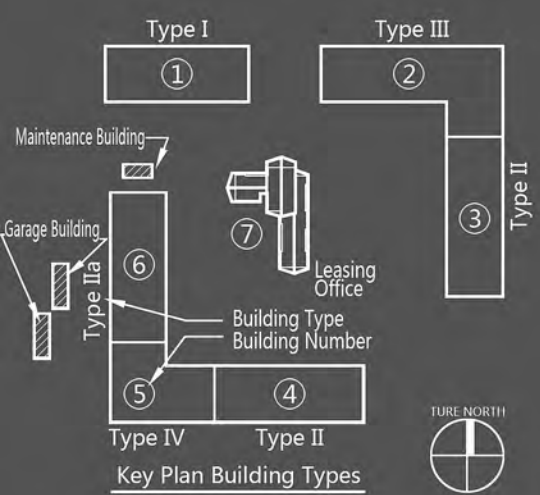 Type I
Type III
1
2
Maintenance Building
Type II
3
Garage Building
7
6
Leasing
Office
Type IIa
Building Type
Building Number
5
4
Type IV
Type II
TURE NORTH
Key Plan Building Types